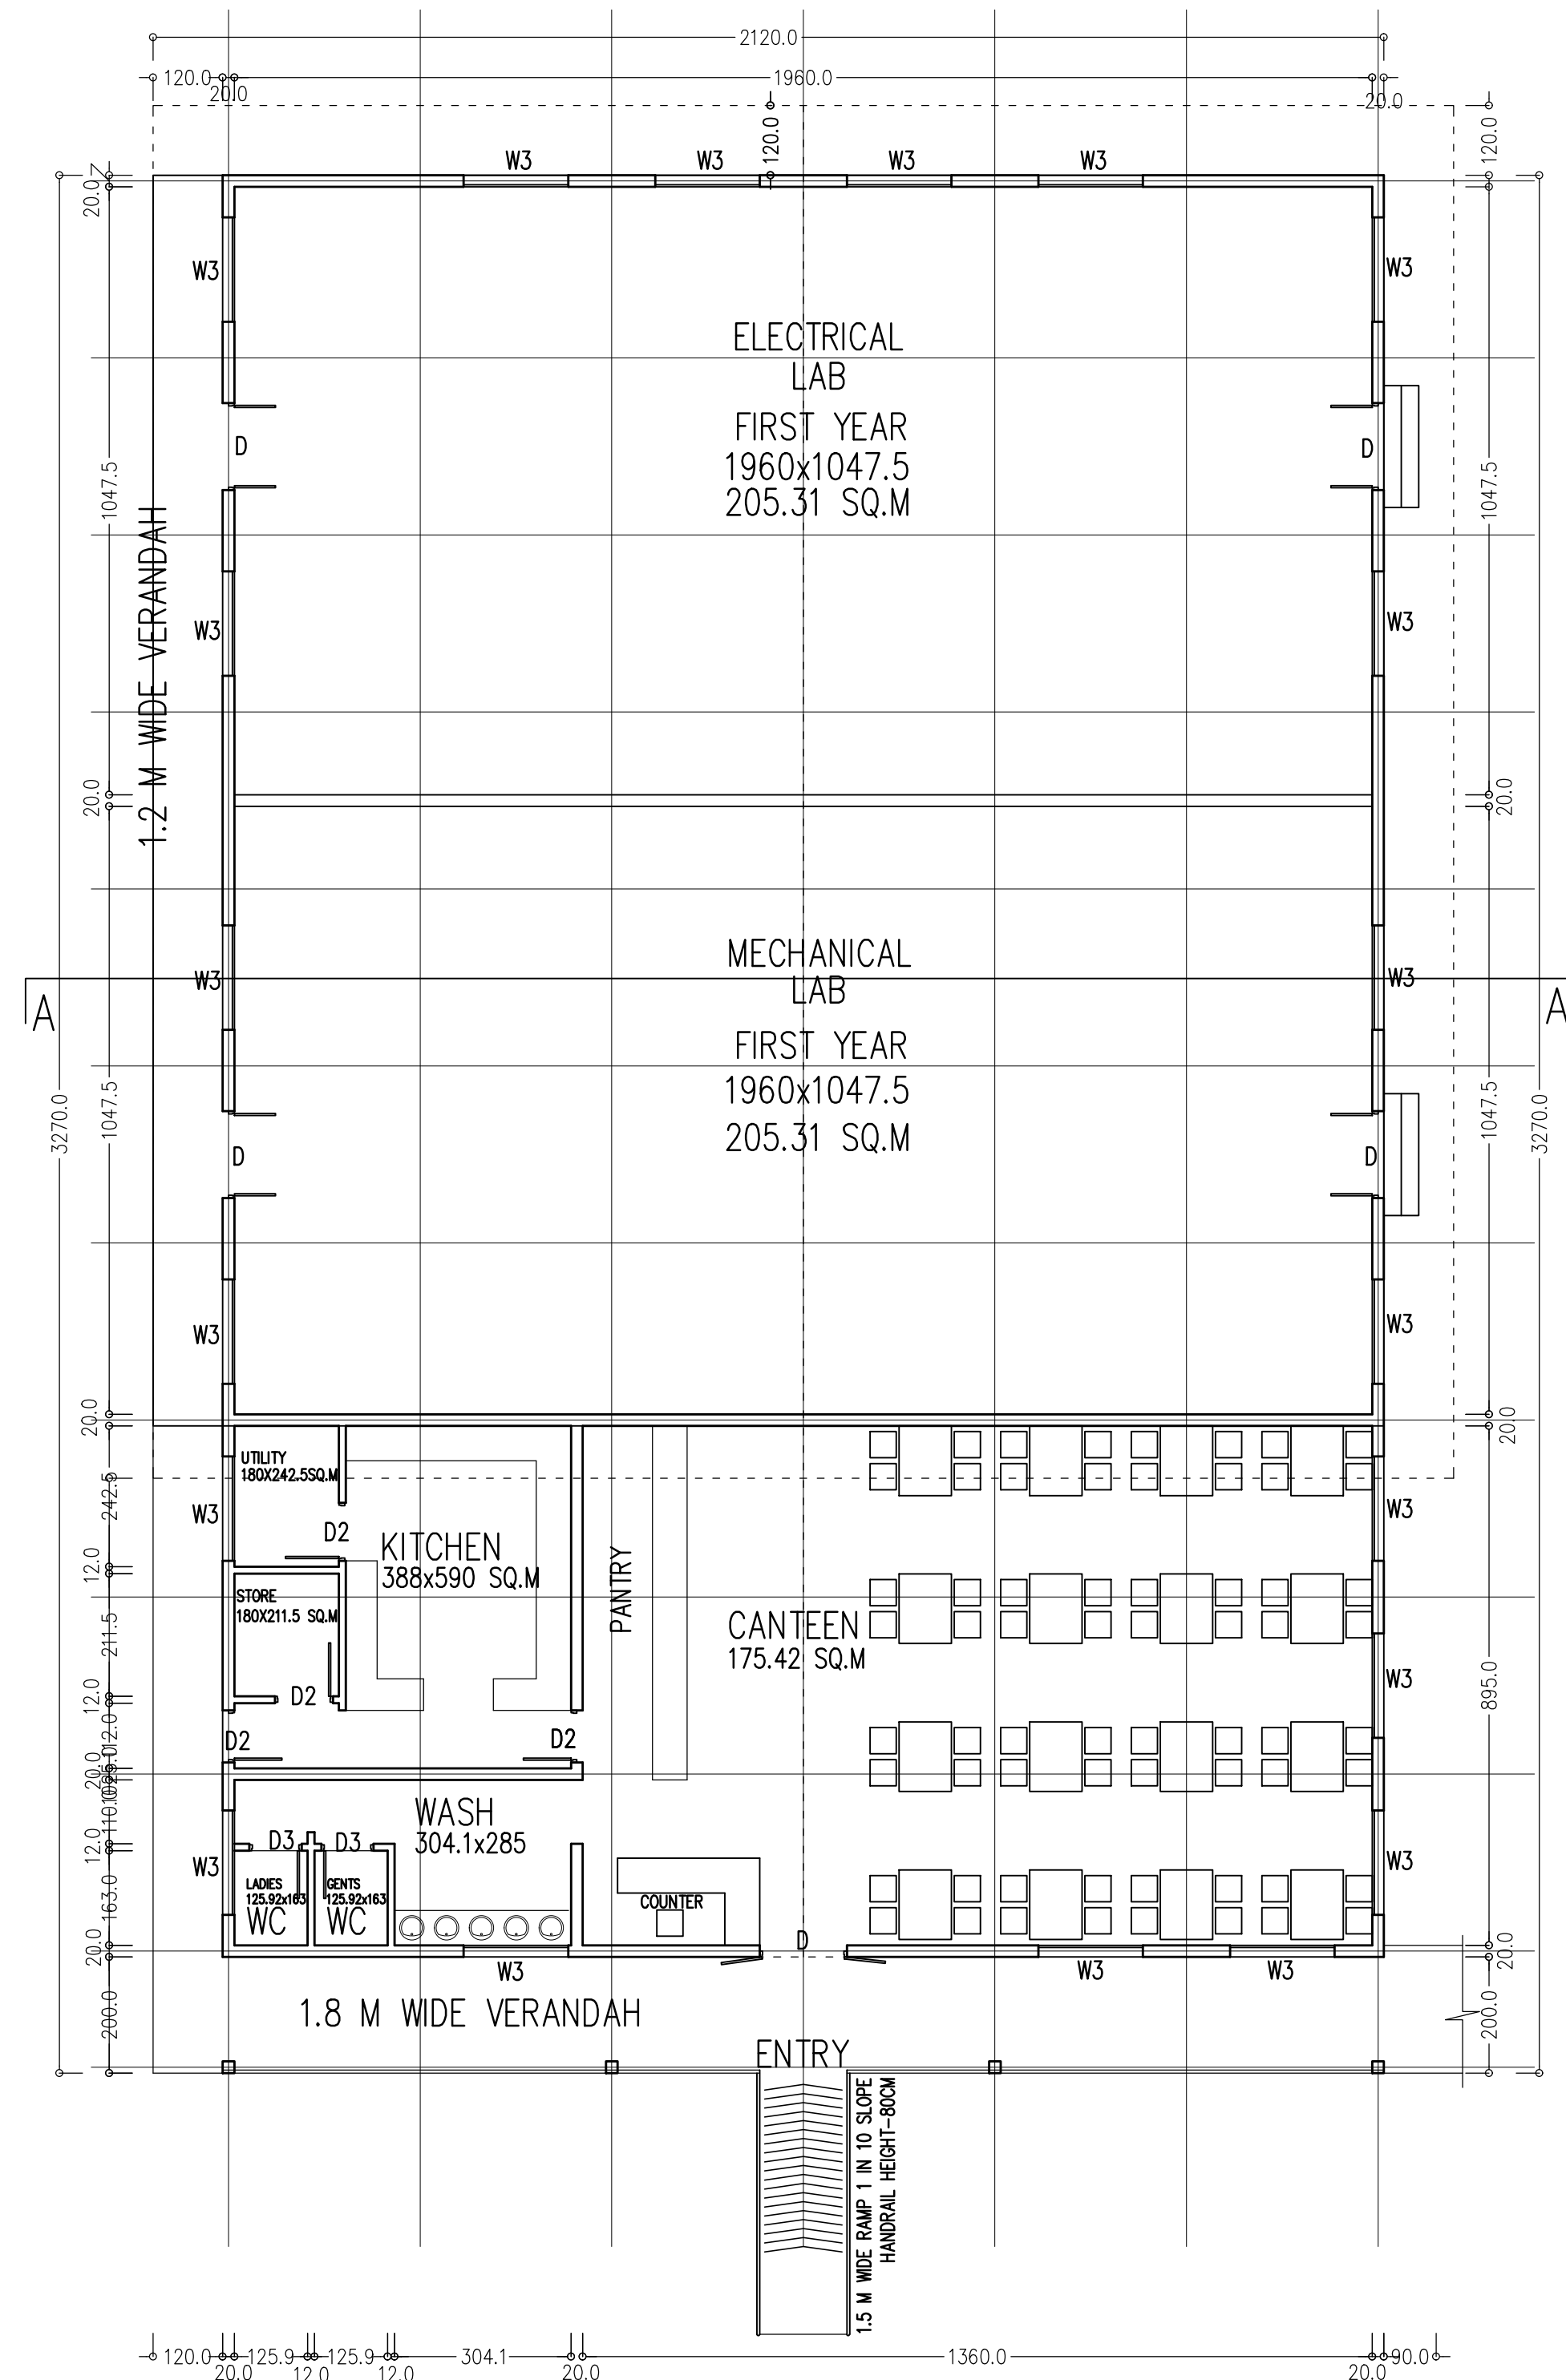 2120.0
120.0
20.0
1960.0
20.0
120.0
120.0
W3
W3
W3
W3
20.0
W3
W3
ELECTRICAL
LAB
FIRST YEAR
1960x1047.5
205.31 SQ.M
D
D
1047.5
1047.5
1.2 M WIDE VERANDAH
W3
W3
20.0
20.0
MECHANICAL
LAB
FIRST YEAR
1960x1047.5
205.31 SQ.M
W3
W3
A
A
3270.0
1047.5
1047.5
3270.0
D
D
W3
W3
20.0
20.0
UTILITY
180X242.5SQ.M
242.5
W3
D2
KITCHEN
388x590 SQ.M
PANTRY
W3
12.0
STORE
180X211.5 SQ.M
211.5
CANTEEN
175.42 SQ.M
W3
895.0
12.0
D2
D2
D2
20.0
110.0
WASH
304.1x285
12.0
D3
D3
W3
W3
163.0
LADIES
125.92x163
WC
GENTS
125.92x163
WC
COUNTER
D
20.0
20.0
W3
W3
W3
200.0
200.0
1.8 M WIDE VERANDAH
ENTRY
1.5 M WIDE RAMP 1 IN 10 SLOPE
HANDRAIL HEIGHT-80CM
120.0
20.0
125.9
12.0
125.9
12.0
304.1
20.0
1360.0
20.0
90.0